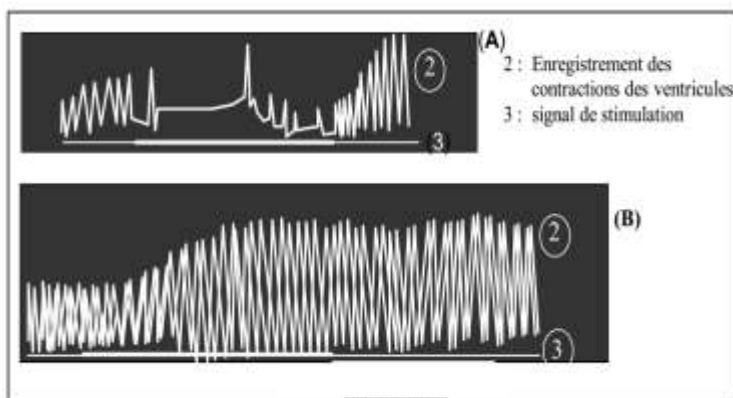 (A)
2
2 : Enregistrement des
contractions des ventricules
3 : signal de stimulation
(3)
2
(B)
3